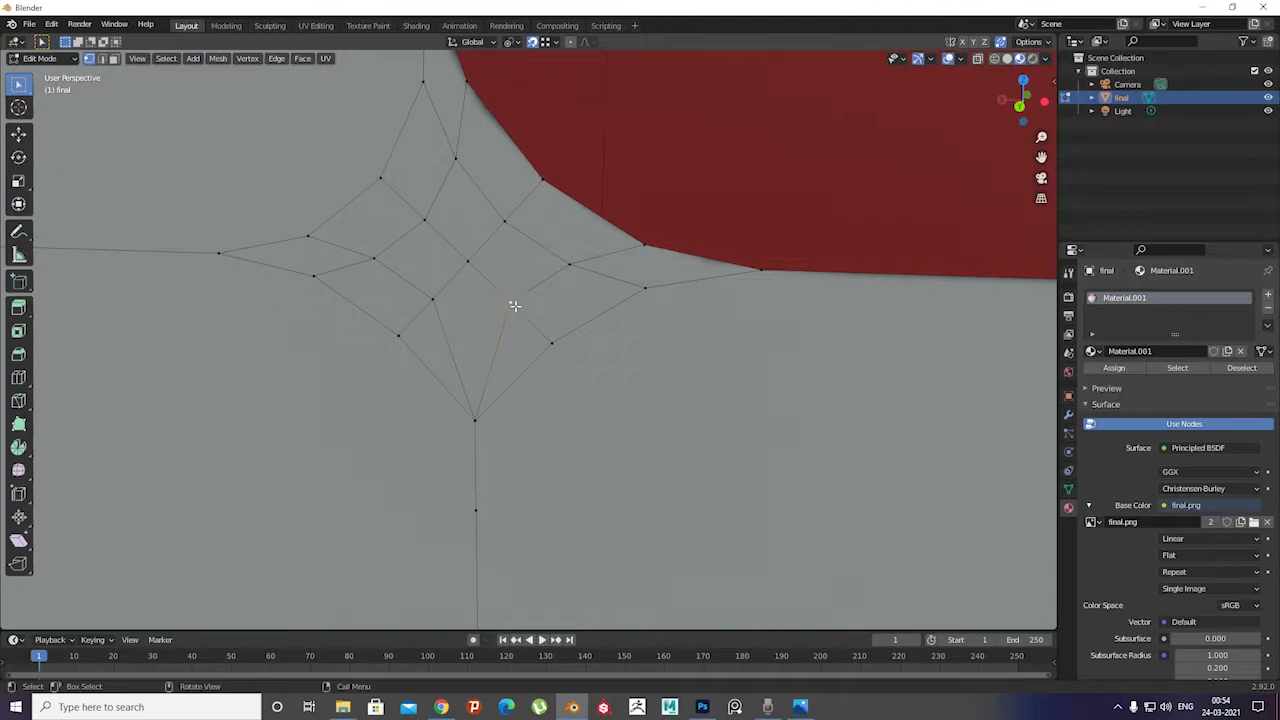 Blender
File Edit Render Window Help Layout Modeling Sculpting UV Editing Texture Paint Shading Animation Rendering Compositing Scripting + Scene View Layer
Global X Y Z Options
Edit Mode View Select Add Mesh Vertex Edge Face UV
User Perspective
(1) final
Scene Collection
Collection
Camera
final
Light
final Material.001
Material.001
Material.001
Assign Select Deselect
Preview
Surface
Use Nodes
Surface Principled BSDF
GGX
Christensen-Burley
Base Color final.png
final.png 2
Linear
Flat
Repeat
Single Image
Color Space sRGB
Vector Default
Subsurface 0.000
Subsurface Radius 1.000
0.200
Playback Keying View Marker 1 Start 1 End 250
1 10 20 30 40 50 60 70 80 90 100 110 120 130 140 150 160 170 180 190 200 210 220 230 240 250
Select Box Select Rotate View Call Menu 2.92.0
Type here to search ENG 00:54
24-03-2021